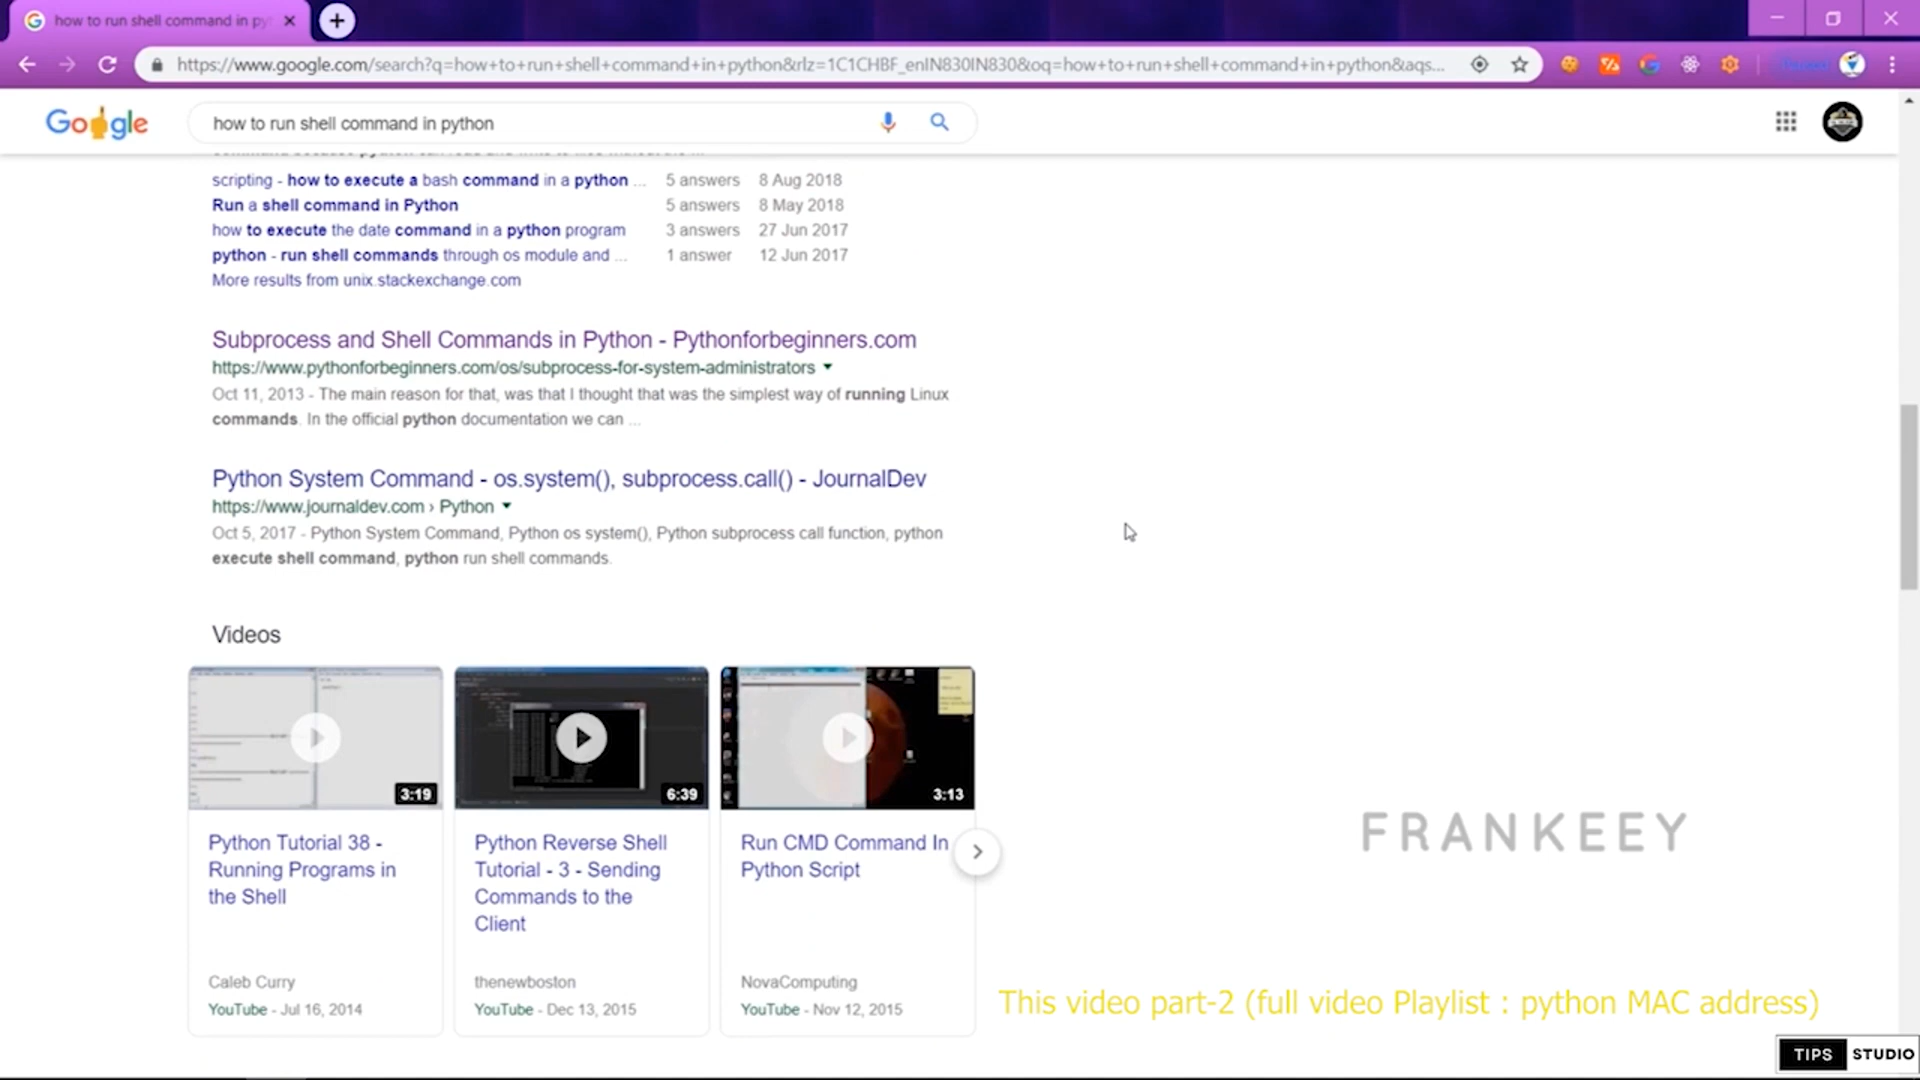 how to run shell command in py
https://www.google.com/search?q=how+to+run+shell+command+in+python&rlz=1C1CHBF_enIN830IN830&oq=how+to+run+shell+command+in+python&aqs...
Paused
Google
how to run shell command in python
scripting - how to execute a bash command in a python ... 5 answers 8 Aug 2018
Run a shell command in Python 5 answers 8 May 2018
how to execute the date command in a python program 3 answers 27 Jun 2017
python - run shell commands through os module and ... 1 answer 12 Jun 2017
More results from unix.stackexchange.com
Subprocess and Shell Commands in Python - Pythonforbeginners.com
https://www.pythonforbeginners.com/os/subprocess-for-system-administrators
Oct 11, 2013 - The main reason for that, was that I thought that was the simplest way of running Linux
commands. In the official python documentation we can ...
Python System Command - os.system(), subprocess.call() - JournalDev
https://www.journaldev.com › Python
Oct 5, 2017 - Python System Command, Python os system(), Python subprocess call function, python
execute shell command, python run shell commands.
Videos
3:19
6:39
3:13
Python Tutorial 38 -
Running Programs in
the Shell
Caleb Curry
YouTube - Jul 16, 2014
Python Reverse Shell
Tutorial - 3 - Sending
Commands to the
Client
thenewboston
YouTube - Dec 13, 2015
Run CMD Command In
Python Script
NovaComputing
YouTube - Nov 12, 2015
FRANKEEY
This video part-2 (full video Playlist : python MAC address)
TIPS STUDIO